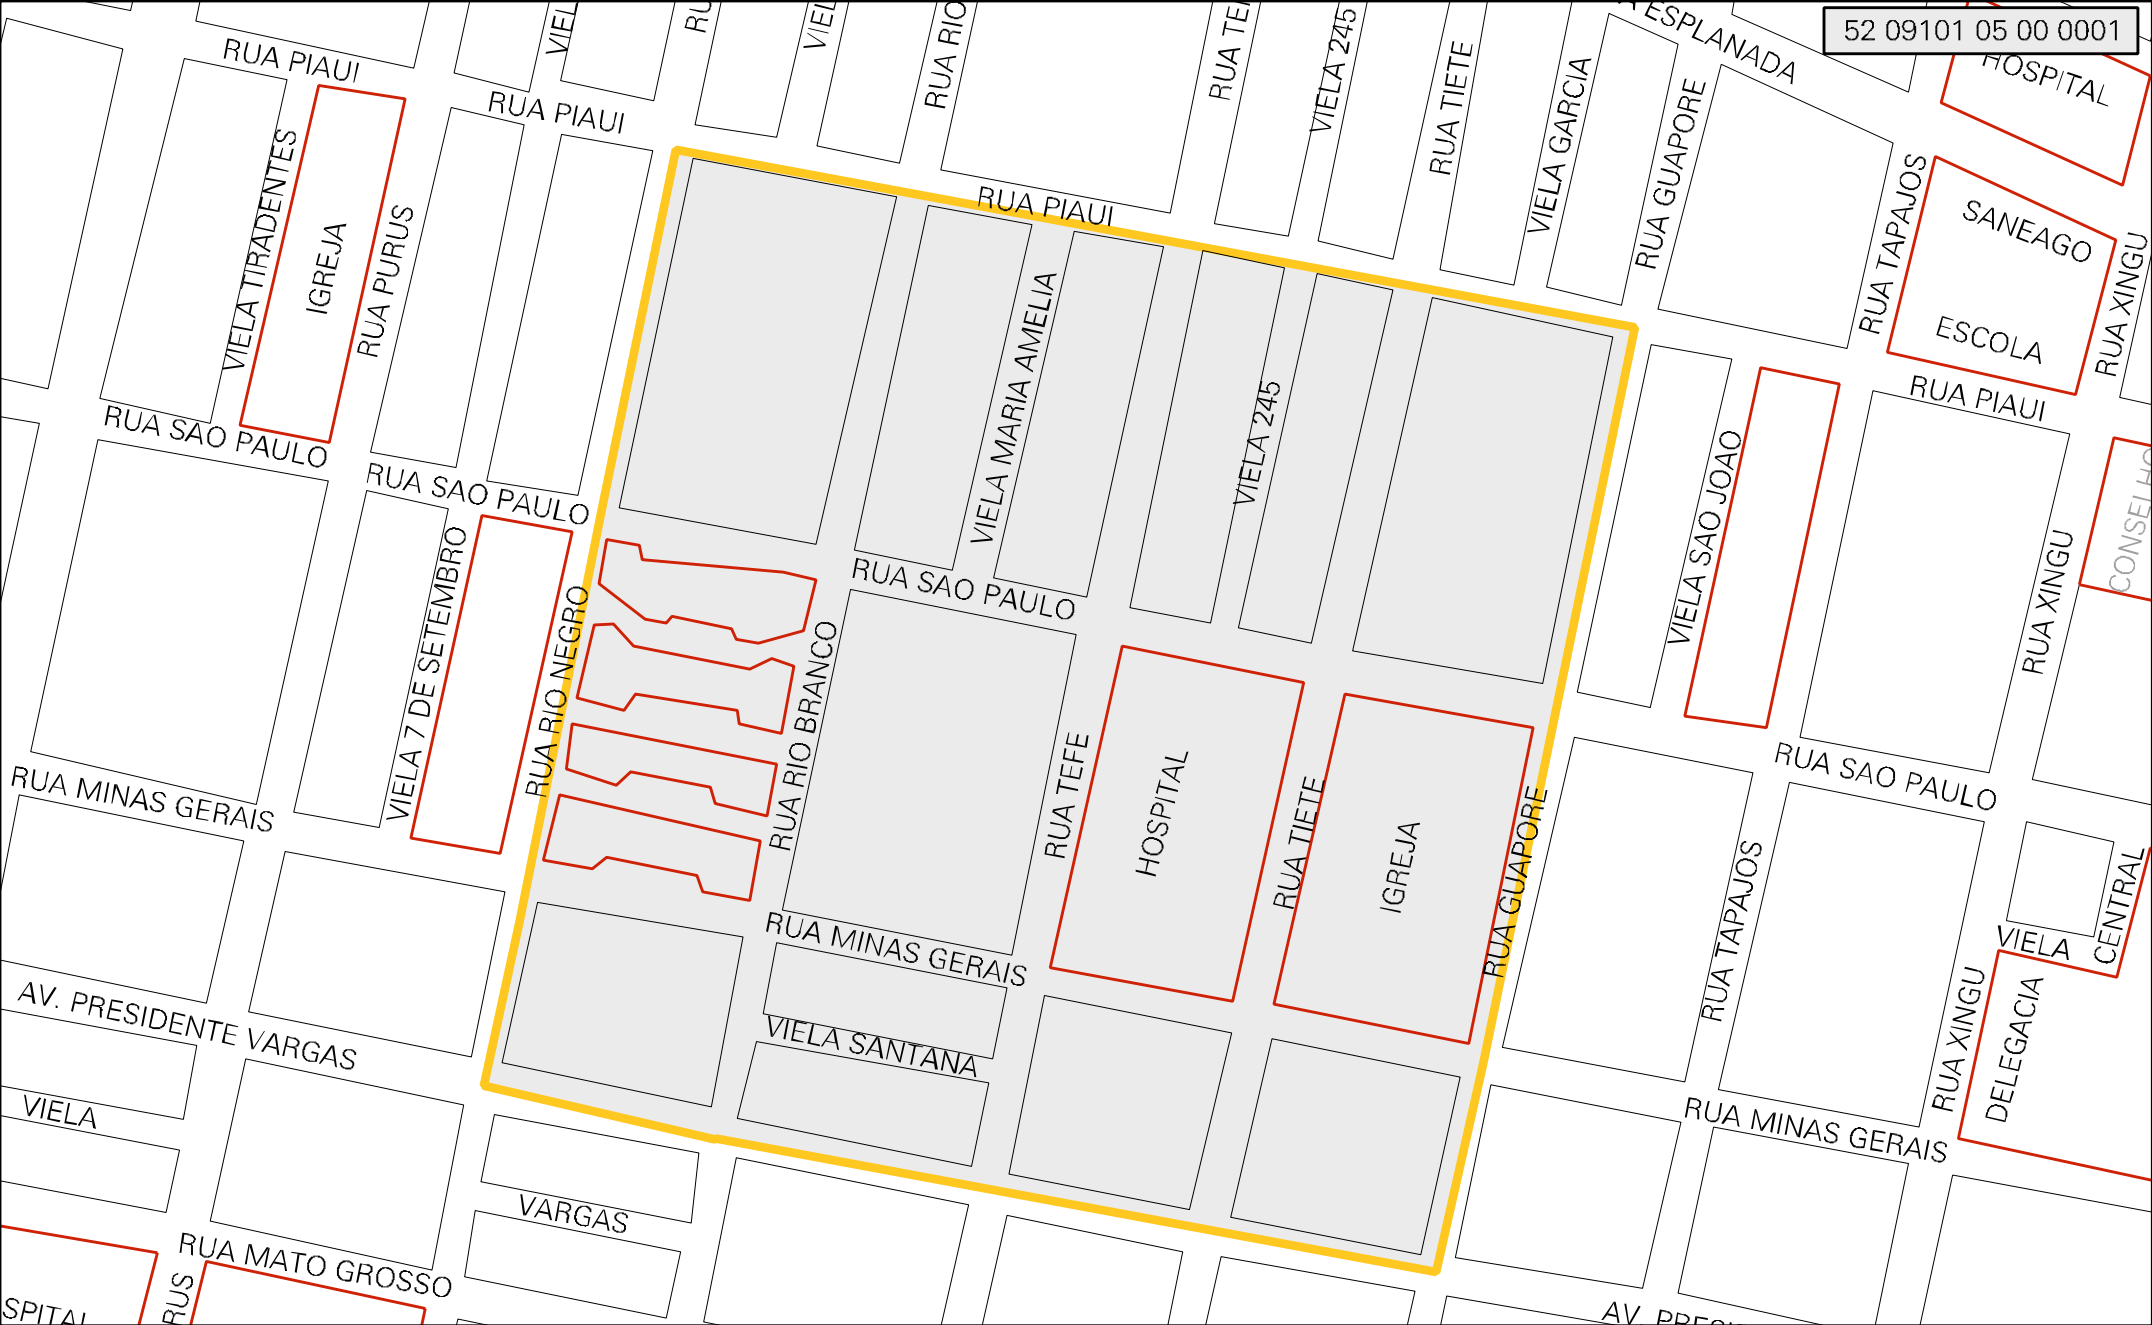 52 09101 05 00 0001
ESPLANADA
HOSPITAL
RUA PIAUI
RUA PIAUI
RUA RIO
VIELA 245
RUA TIETE
VIELA GARCIA
RUA GUAPORE
VIELA TIRADENTES
IGREJA
RUA PURUS
RUA PIAUI
RUA TAPAJOS
SANEAGO
ESCOLA
RUA XINGU
RUA PIAUI
VIELA MARIA AMELIA
VIELA 245
RUA SAO PAULO
RUA SAO PAULO
VIELA SAO JOAO
CONSELHO
RUA XINGU
VIELA 7 DE SETEMBRO
RUA RIO NEGRO
RUA SAO PAULO
RUA RIO BRANCO
RUA TEFE
HOSPITAL
RUA TIETE
IGREJA
RUA GUAPORE
RUA SAO PAULO
RUA MINAS GERAIS
RUA TAPAJOS
VIELA
CENTRAL
RUA MINAS GERAIS
AV. PRESIDENTE VARGAS
VIELA SANTANA
RUA XINGU
DELEGACIA
VIELA
RUA MINAS GERAIS
VARGAS
RUA MATO GROSSO
RUS
SPITAL